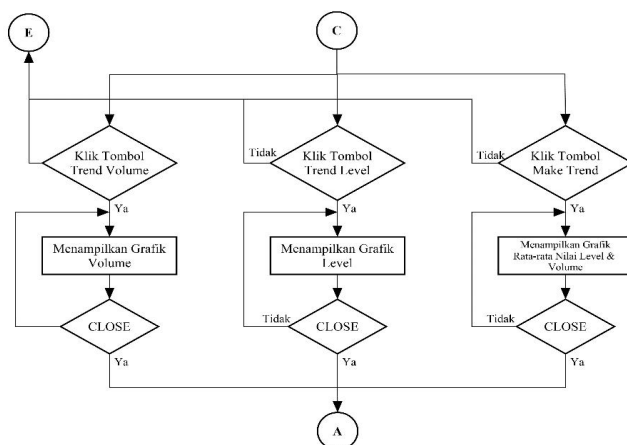 E
C
Klik Tombol
Trend Volume
Tidak
Klik Tombol
Trend Level
Tidak
Klik Tombol
Make Trend
Ya
Ya
Ya
Menampilkan Grafik
Volume
Menampilkan Grafik
Level
Menampilkan Grafik
Rata-rata Nilai Level &
Volume
CLOSE
Tidak
CLOSE
Tidak
CLOSE
Ya
Ya
Ya
A